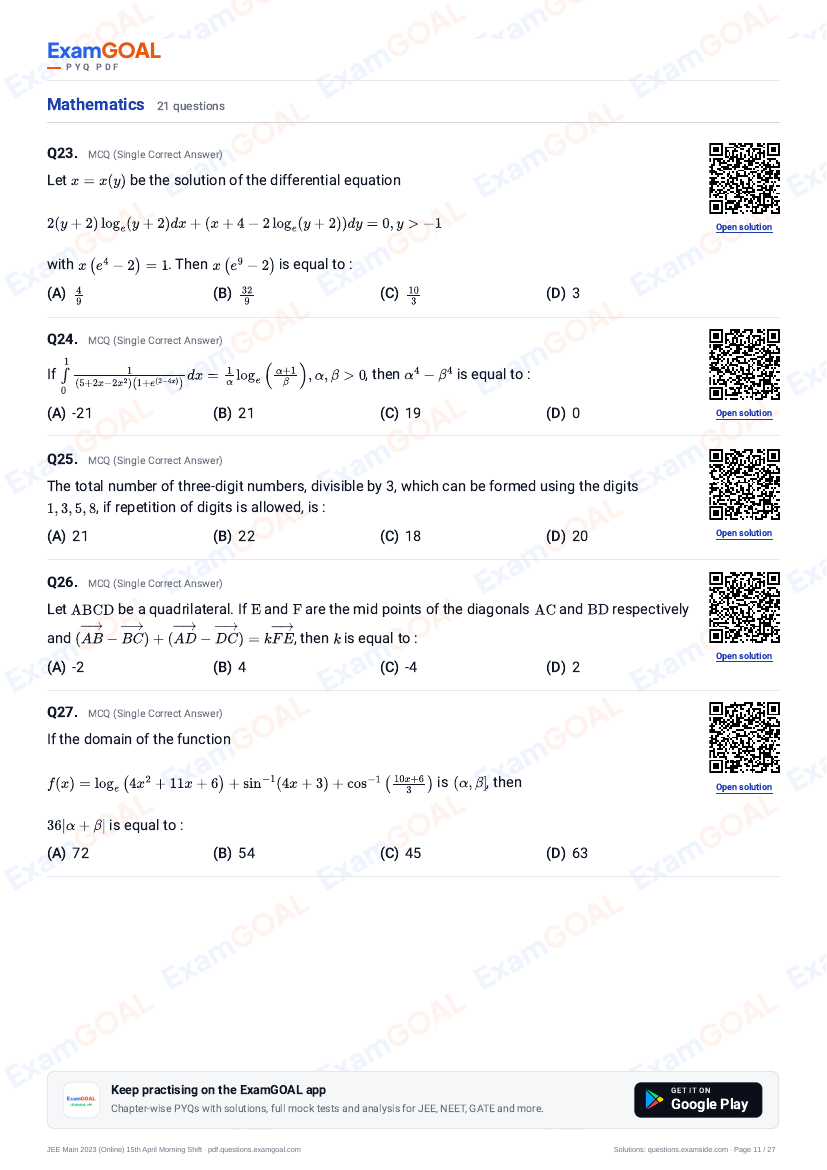 ExamGOAL
PYQ PDF
Mathematics 21 questions
Q23. MCQ (Single Correct Answer)
Let x = x(y) be the solution of the differential equation
2(y + 2) log_e(y + 2)dx + (x + 4 − 2 log_e(y + 2))dy = 0, y > −1
with x (e^4 − 2) = 1. Then x (e^9 − 2) is equal to :
(A) 4/9 (B) 32/9 (C) 10/3 (D) 3
Open solution
Q24. MCQ (Single Correct Answer)
If ∫_0^1 1/((5+2x−2x^2)(1+e^(2−4x))) dx = 1/α log_e ((α+1)/β), α, β > 0, then α^4 − β^4 is equal to :
(A) -21 (B) 21 (C) 19 (D) 0
Open solution
Q25. MCQ (Single Correct Answer)
The total number of three-digit numbers, divisible by 3, which can be formed using the digits
1, 3, 5, 8, if repetition of digits is allowed, is :
(A) 21 (B) 22 (C) 18 (D) 20
Open solution
Q26. MCQ (Single Correct Answer)
Let ABCD be a quadrilateral. If E and F are the mid points of the diagonals AC and BD respectively
and (\overrightarrow{AB} − \overrightarrow{BC}) + (\overrightarrow{AD} − \overrightarrow{DC}) = k\overrightarrow{FE}, then k is equal to :
(A) -2 (B) 4 (C) -4 (D) 2
Open solution
Q27. MCQ (Single Correct Answer)
If the domain of the function
f(x) = log_e (4x^2 + 11x + 6) + sin^−1(4x + 3) + cos^−1 ((10x+6)/3) is (α, β], then
36|α + β| is equal to :
(A) 72 (B) 54 (C) 45 (D) 63
Open solution
Keep practising on the ExamGOAL app
Chapter-wise PYQs with solutions, full mock tests and analysis for JEE, NEET, GATE and more.
GET IT ON
Google Play
JEE Main 2023 (Online) 15th April Morning Shift · pdf.questions.examgoal.com
Solutions: questions.examside.com · Page 11 / 27